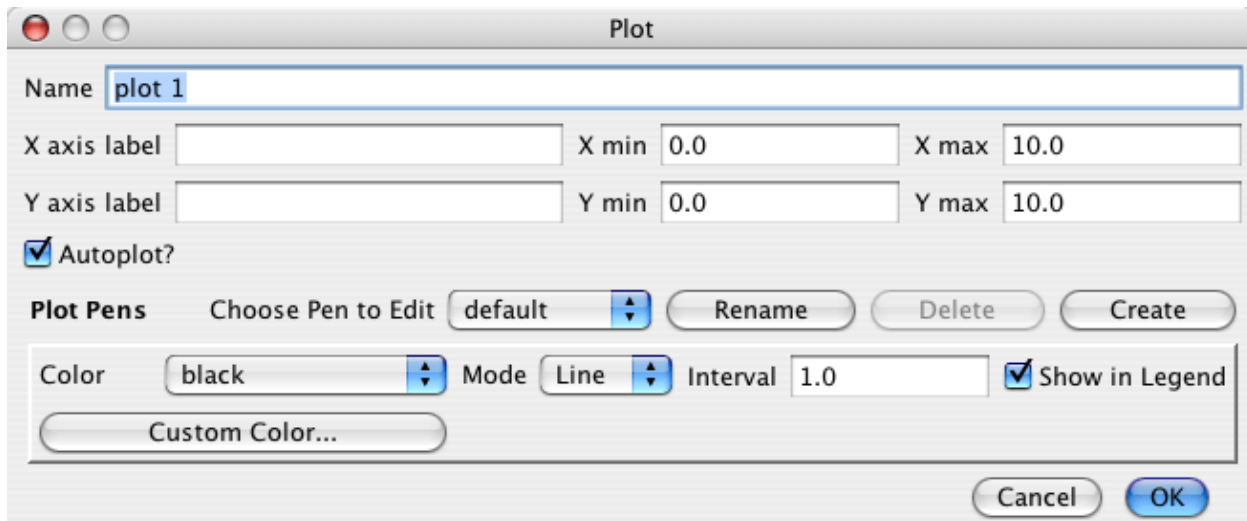 Plot
Name plot 1
X axis label X min 0.0 X max 10.0
Y axis label Y min 0.0 Y max 10.0
Autoplot?
Plot Pens Choose Pen to Edit default Rename Delete Create
Color black Mode Line Interval 1.0 Show in Legend
Custom Color...
Cancel OK